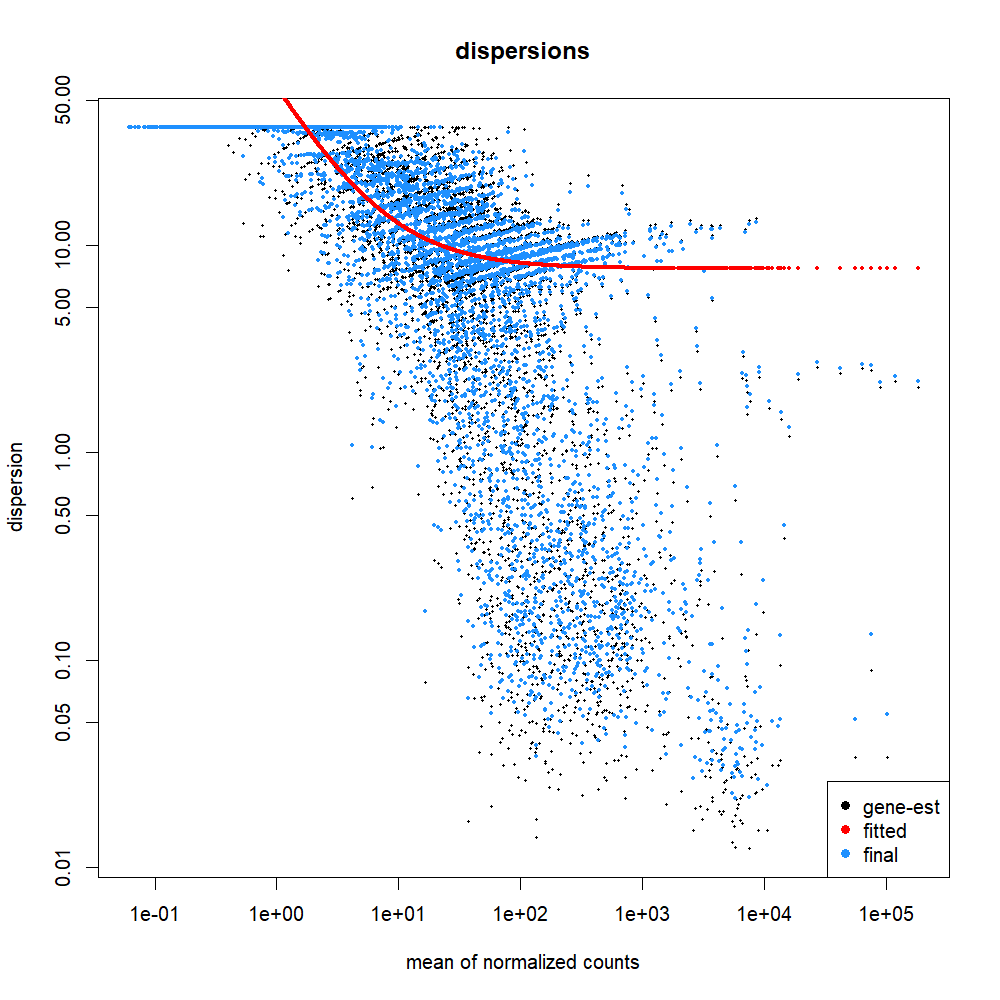 dispersions
50.00
10.00
5.00
1.00
0.50
0.10
0.05
0.01
dispersion
gene-est
fitted
final
1e-01 1e+00 1e+01 1e+02 1e+03 1e+04 1e+05
mean of normalized counts